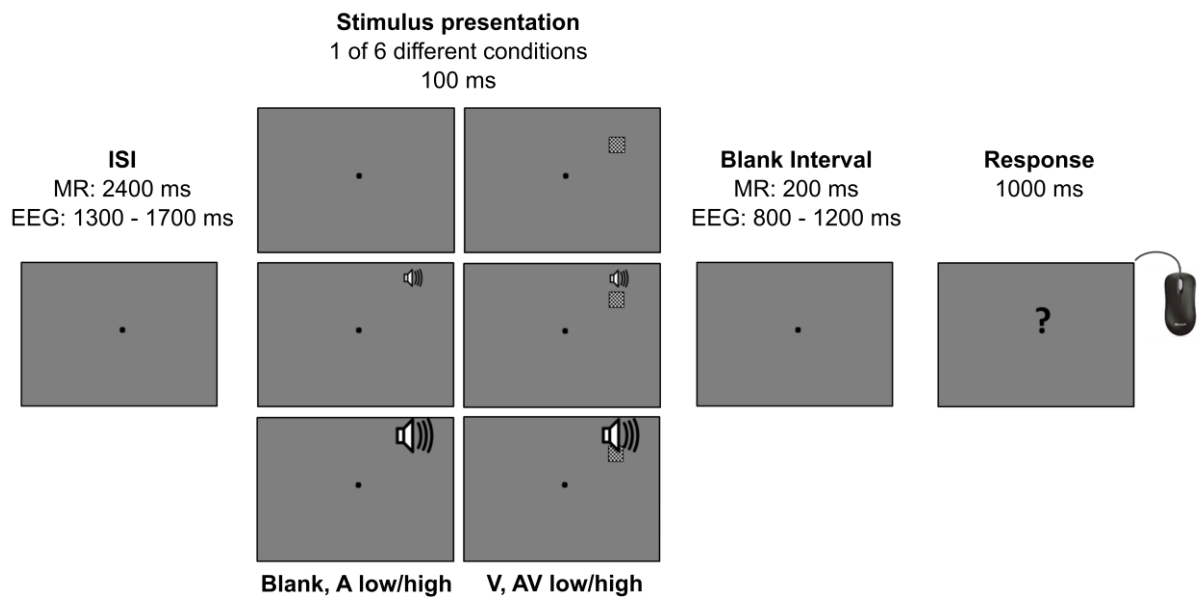 Stimulus presentation
1 of 6 different conditions
100 ms
ISI
MR: 2400 ms
EEG: 1300 - 1700 ms
Blank Interval
MR: 200 ms
EEG: 800 - 1200 ms
Response
1000 ms
?
Blank, A low/high
V, AV low/high